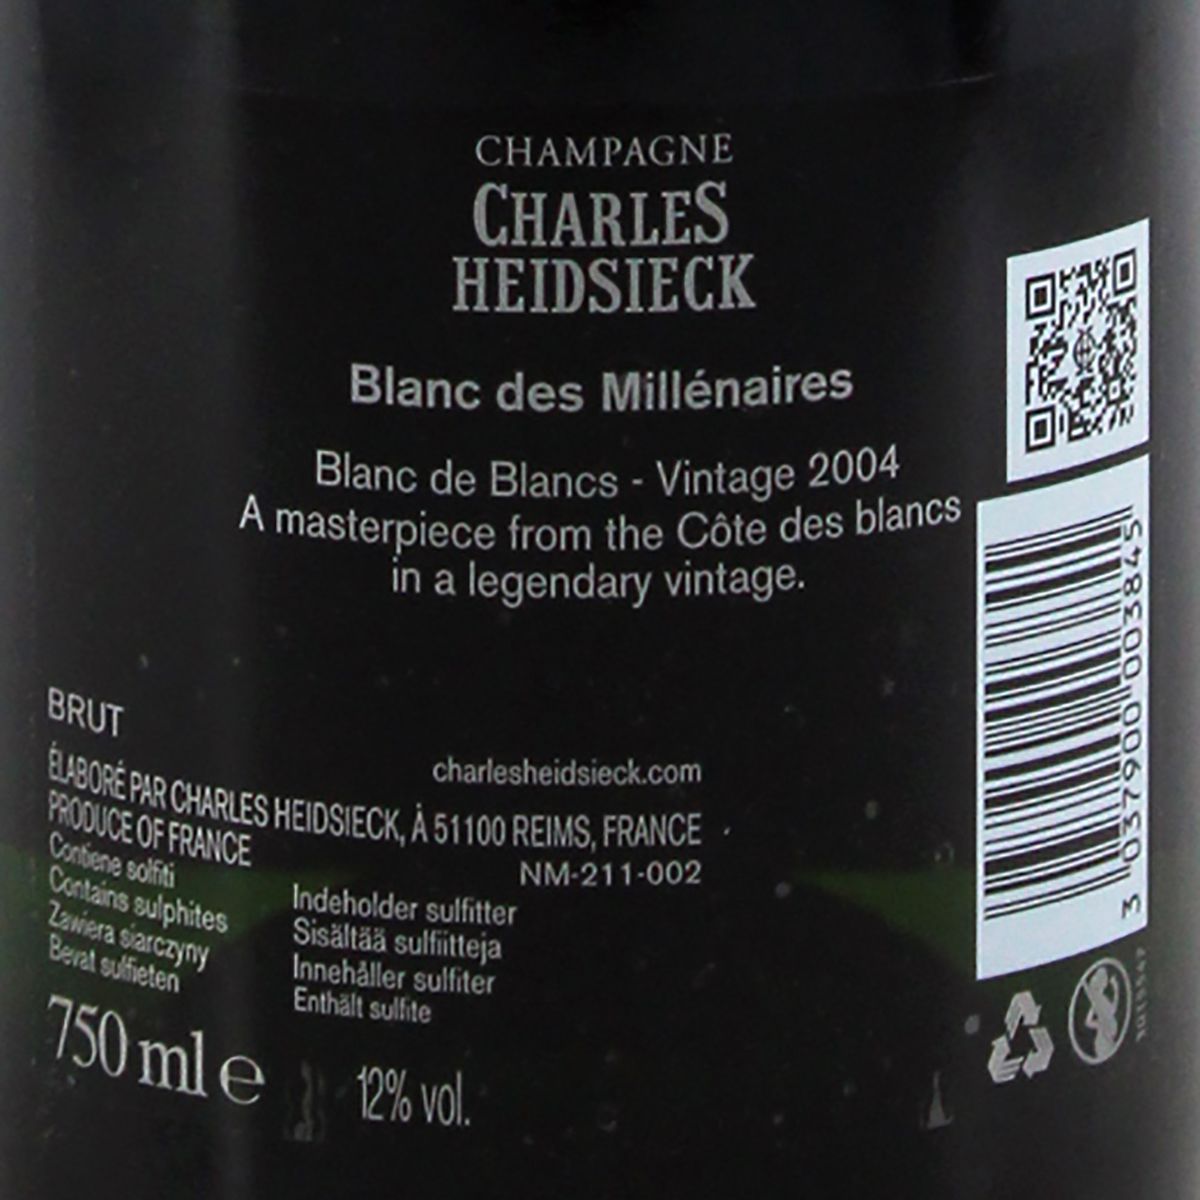 CHAMPAGNE
CHARLES
HEIDSIECK
Blanc des Millénaires
Blanc de Blancs - Vintage 2004
A masterpiece from the Côte des blancs
in a legendary vintage.
BRUT
charlesheidsieck.com
ÉLABORÉ PAR CHARLES HEIDSIECK, À 51100 REIMS, FRANCE
PRODUCE OF FRANCE
NM-211-002
Contiene solfiti
Contains sulphites
Zawiera siarczyny
Bevat sulfieten
Indeholder sulfitter
Sisältää sulfiitteja
Innehåller sulfiter
Enthält sulfite
750 ml e
12% vol.
3 037900 003845